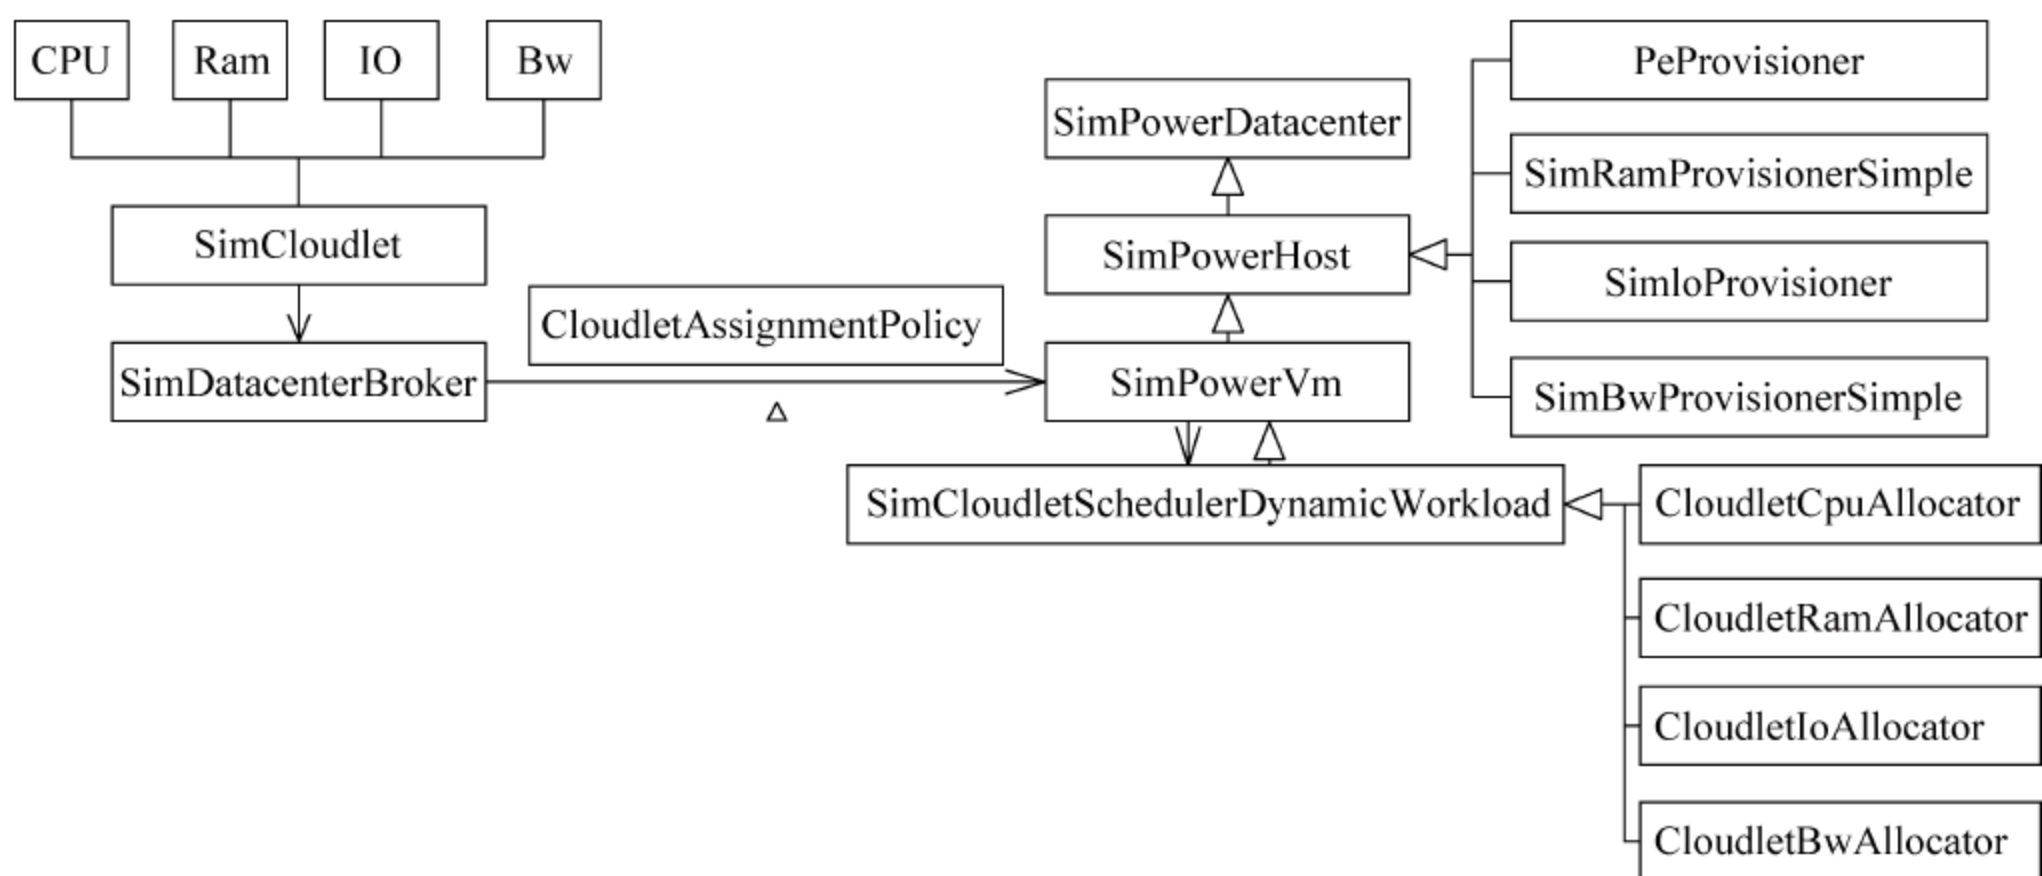 CPU
Ram
IO
Bw
SimCloudlet
SimDatacenterBroker
CloudletAssignmentPolicy
SimPowerDatacenter
SimPowerHost
SimPowerVm
SimCloudletSchedulerDynamicWorkload
PeProvisioner
SimRamProvisionerSimple
SimIoProvisioner
SimBwProvisionerSimple
CloudletCpuAllocator
CloudletRamAllocator
CloudletIoAllocator
CloudletBwAllocator